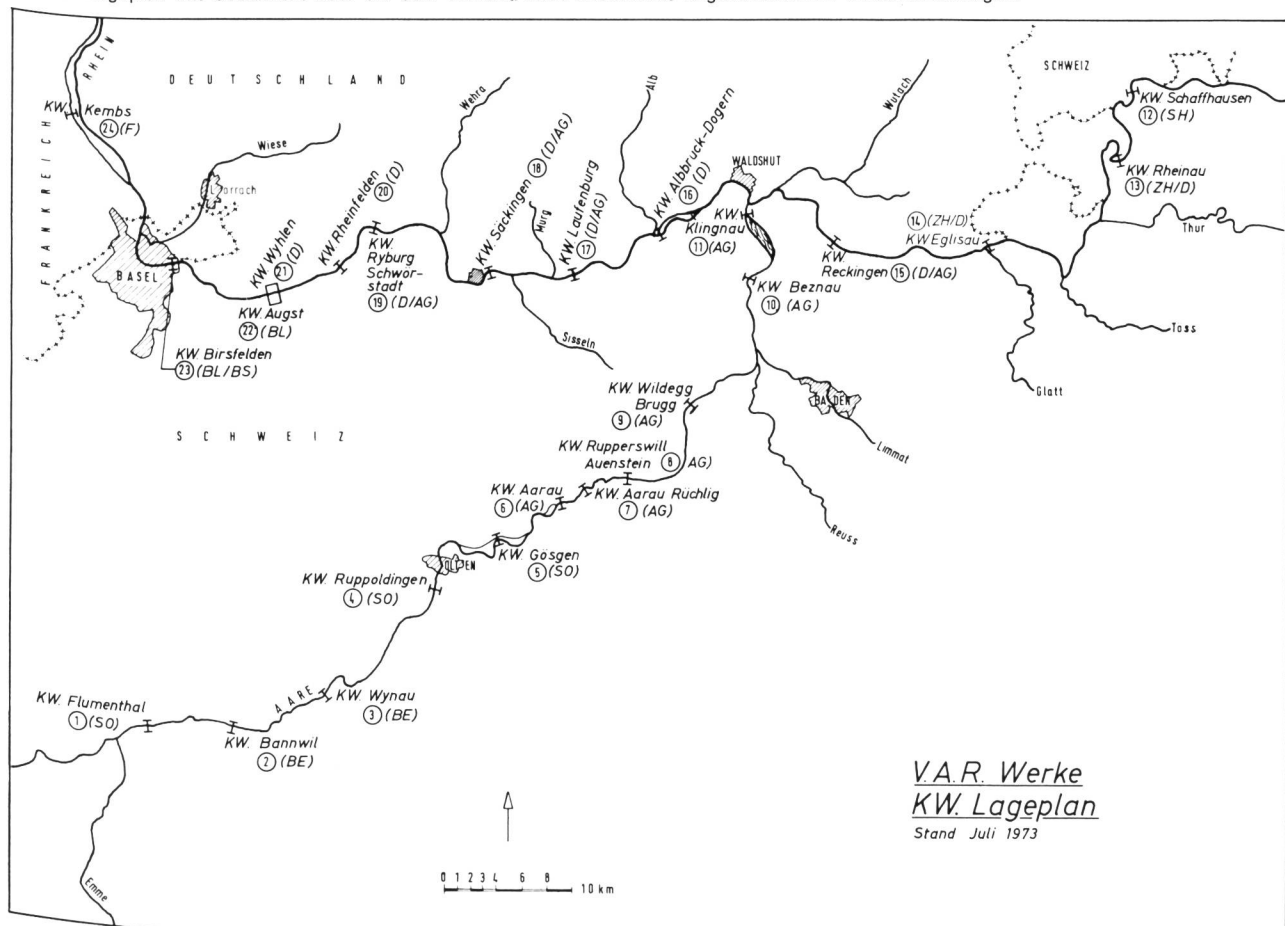 RHEIN
DEUTSCHLAND
FRANKREICH
KW. Kembs
24 (F)
Wiese
Lörrach
BASEL
Wehra
KW. Wyhlen
21 (D)
KW. Augst
22 (BL)
KW. Birsfelden
23 (BL/BS)
KW. Rheinfelden
20 (D)
KW.
Ryburg
Schwör-
stadt
19 (D/AG)
KW. Säckingen
18 (D/AG)
Murg
KW. Laufenburg
17 (D/AG)
Sisseln
Alb
KW. Albbruck-Dogern
16 (D)
WALDSHUT
KW.
Klingnau
11 (AG)
Wutach
KW. Beznau
10 (AG)
KW.
Reckingen 15 (D/AG)
14 (ZH/D)
KW Eglisau
SCHWEIZ
KW. Schaffhausen
12 (SH)
KW. Rheinau
13 (ZH/D)
Thur
Töss
Glatt
BADEN
Limmat
Reuss
SCHWEIZ
KW. Wildegg
Brugg
9 (AG)
KW. Rupperswill
Auenstein 8 AG)
KW. Aarau
6 (AG)
KW. Aarau Rüchlig
7 (AG)
KW. Gösgen
5 (SO)
OLTEN
KW. Ruppoldingen
4 (SO)
AARE
KW. Wynau
3 (BE)
KW. Flumenthal
1 (SO)
KW. Bannwil
2 (BE)
Emme
V.A.R. Werke
KW. Lageplan
Stand Juli 1973
0 1 2 3 4 6 8 10 km